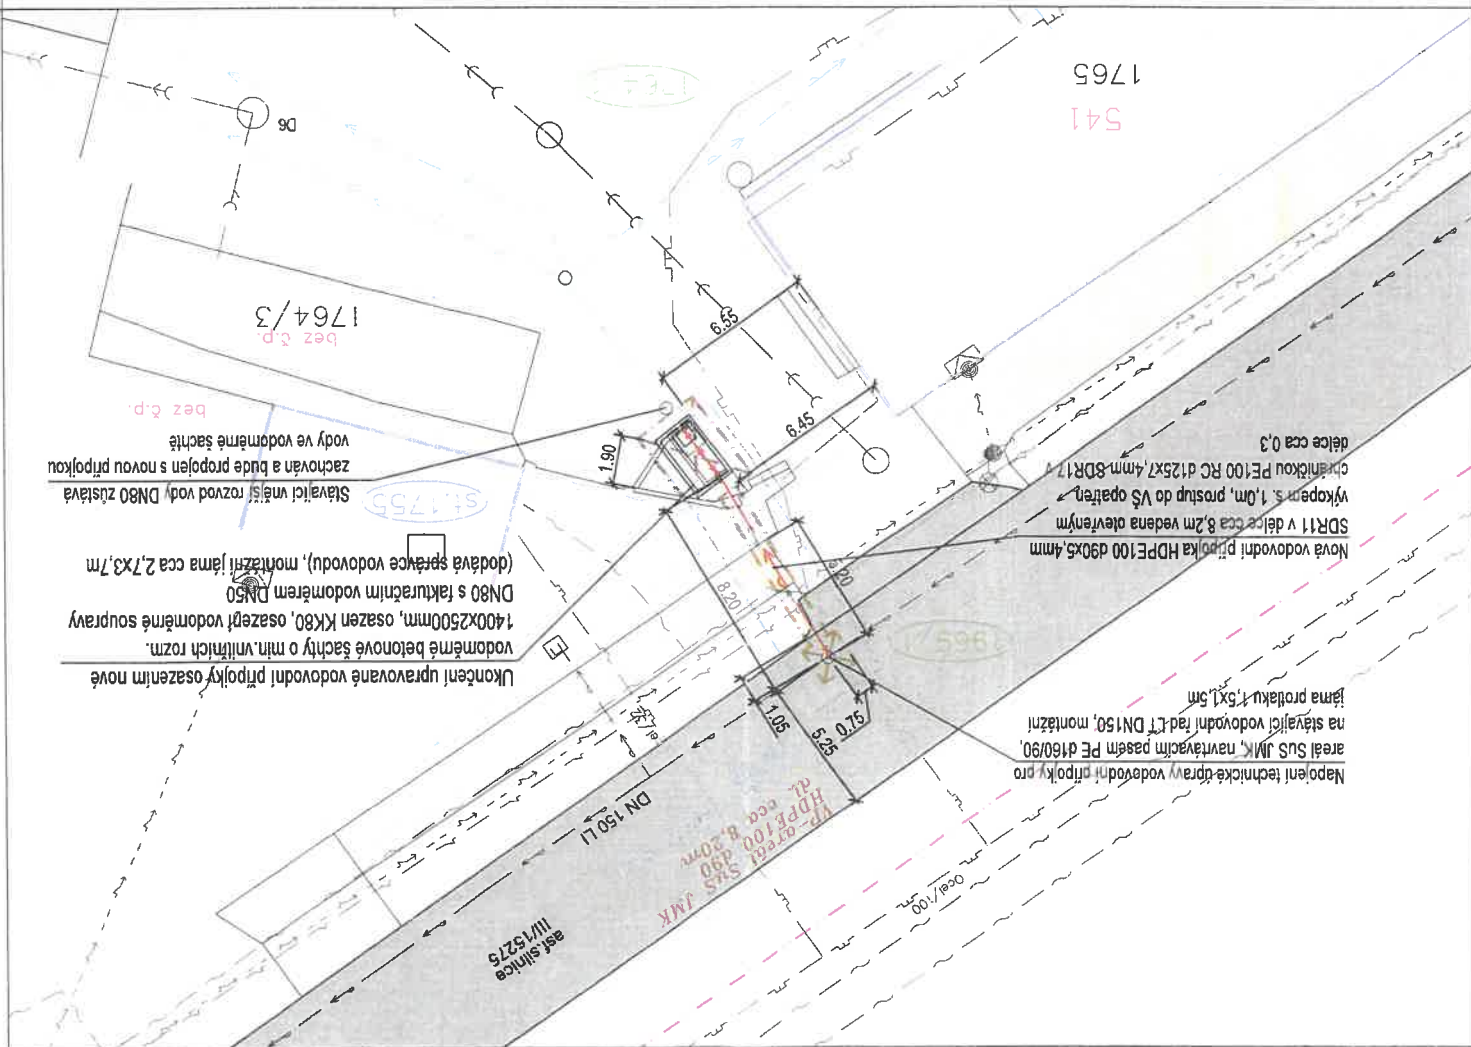 Napojení technické úpravy vodovodní přípojky pro
areál SÚS JMK, navrtávacím pasem PE d160/90,
na stávající vodovodní řad LT DN150, montážní
jáma protlaku 1,5x1,5m
Ukončení upravované vodovodní přípojky osazením nové
vodoměrné betonové šachty o min.vnitřních rozm.
1400x2500mm, osazen KK80, osazení vodoměrné soupravy
DN80 s fakturačním vodoměrem DN50
(dodává správce vodovodu), montážní jáma cca 2,7x3,7m
Nová vodovodní přípojka HDPE100 d90x5,4mm,
SDR11 v délce cca 8,2m vedena otevřeným
výkopem š. 1,0m, prostup do VŠ opatřen
chráničkou PE100 RC d125x7,4mm-SDR17 v
délce cca 0,3
Stávající vnější rozvod vody DN80 zůstává
zachován a bude propojen s novou přípojkou
vody ve vodoměrné šachtě
asf.silnice
III/15275
VP-areál SÚS JMK
HDPE100 d90
dl. cca 8,20m
DN 150 LI
Ocel/100
0.75
5.25
1.05
8.20
8.20
6.45
6.55
1.90
596
E
st.1755
bez č.p.
bez č.p.
1764/3
D6
541
1765